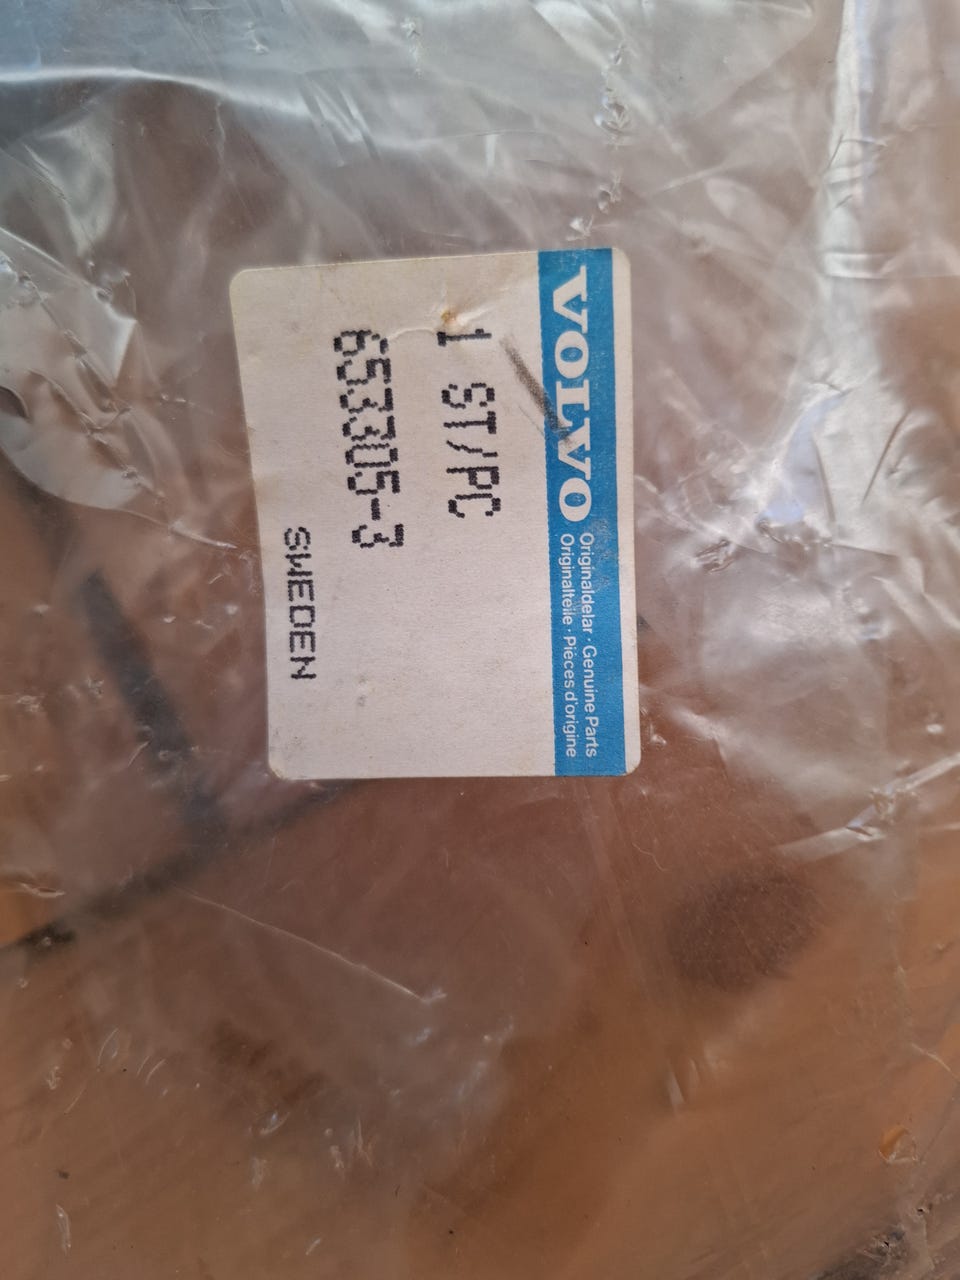 VOLVO
Originaldelar · Genuine Parts
Originalteile · Pièces d'origine
1 ST/PC
653305-3
SWEDEN